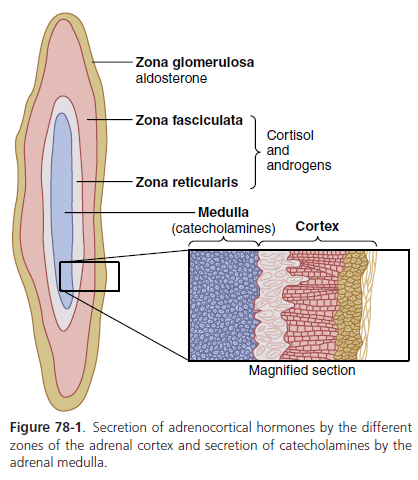 Zona glomerulosa
aldosterone
Zona fasciculata
Cortisol
and
androgens
Zona reticularis
Medulla
(catecholamines)
Cortex
Magnified section
Figure 78-1. Secretion of adrenocortical hormones by the different
zones of the adrenal cortex and secretion of catecholamines by the
adrenal medulla.